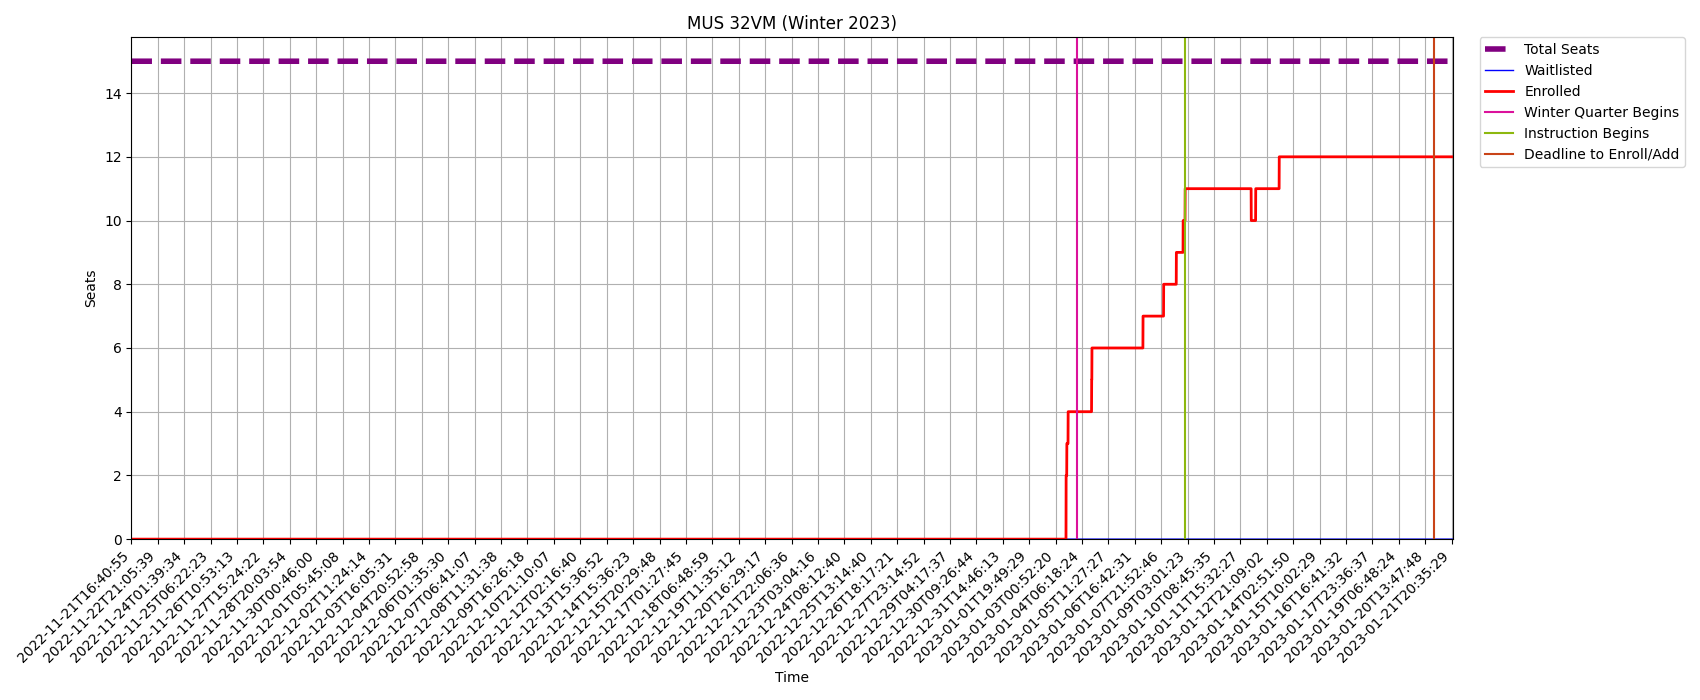 MUS 32VM (Winter 2023)
Total Seats
Waitlisted
Enrolled
Winter Quarter Begins
Instruction Begins
Deadline to Enroll/Add
Seats
14
12
10
8
6
4
2
0
2022-11-21T16:40:55
2022-11-22T21:05:39
2022-11-24T01:39:34
2022-11-25T06:22:23
2022-11-26T10:53:13
2022-11-27T15:24:22
2022-11-28T20:03:54
2022-11-30T00:46:00
2022-12-01T05:45:08
2022-12-02T11:24:14
2022-12-03T16:05:31
2022-12-04T20:52:58
2022-12-06T01:35:30
2022-12-07T06:41:07
2022-12-08T11:31:38
2022-12-09T16:26:18
2022-12-10T21:10:07
2022-12-12T02:16:40
2022-12-13T15:36:52
2022-12-14T15:36:23
2022-12-15T20:29:48
2022-12-17T01:27:45
2022-12-18T06:48:59
2022-12-19T11:35:12
2022-12-20T16:29:17
2022-12-21T22:06:36
2022-12-23T03:04:16
2022-12-24T08:12:40
2022-12-25T13:14:40
2022-12-26T18:17:21
2022-12-27T23:14:52
2022-12-29T04:17:37
2022-12-30T09:26:44
2022-12-31T14:46:13
2023-01-01T19:49:29
2023-01-03T00:52:20
2023-01-04T06:18:24
2023-01-05T11:27:27
2023-01-06T16:42:31
2023-01-07T21:52:46
2023-01-09T03:01:23
2023-01-10T08:45:35
2023-01-11T15:32:27
2023-01-12T21:09:02
2023-01-14T02:51:50
2023-01-15T10:02:29
2023-01-16T16:41:32
2023-01-17T23:36:37
2023-01-19T06:48:24
2023-01-20T13:47:48
2023-01-21T20:35:29
Time